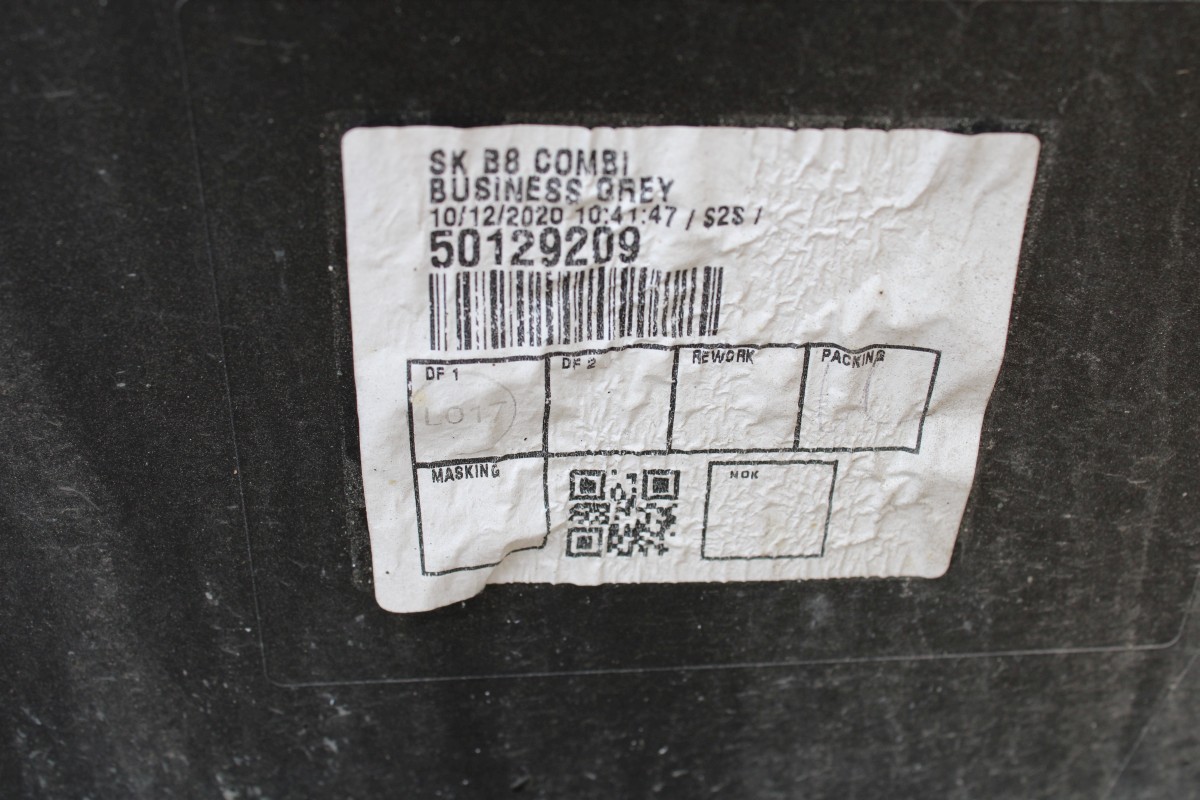 SK B8 COMBI
BUSINESS GREY
10/12/2020 10:41:47 / S2S /
50129209
DF 1
DF 2
REWORK
PACKING
LO17
MASKING
NOK